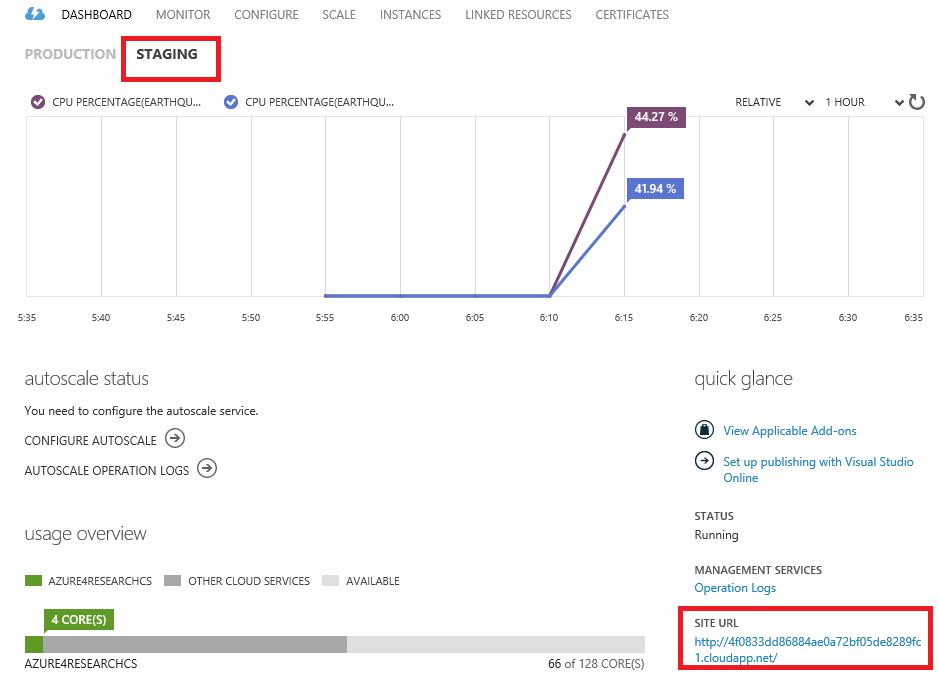 DASHBOARD MONITOR CONFIGURE SCALE INSTANCES LINKED RESOURCES CERTIFICATES
PRODUCTION STAGING
CPU PERCENTAGE(EARTHQU... CPU PERCENTAGE(EARTHQU... RELATIVE 1 HOUR
44.27 %
41.94 %
5:35 5:40 5:45 5:50 5:55 6:00 6:05 6:10 6:15 6:20 6:25 6:30 6:35
autoscale status
You need to configure the autoscale service.
CONFIGURE AUTOSCALE
AUTOSCALE OPERATION LOGS
usage overview
AZURE4RESEARCHCS OTHER CLOUD SERVICES AVAILABLE
4 CORE(S)
AZURE4RESEARCHCS 66 of 128 CORE(S)
quick glance
View Applicable Add-ons
Set up publishing with Visual Studio
Online
STATUS
Running
MANAGEMENT SERVICES
Operation Logs
SITE URL
http://4f0833dd86884ae0a72bf05de8289fc
1.cloudapp.net/